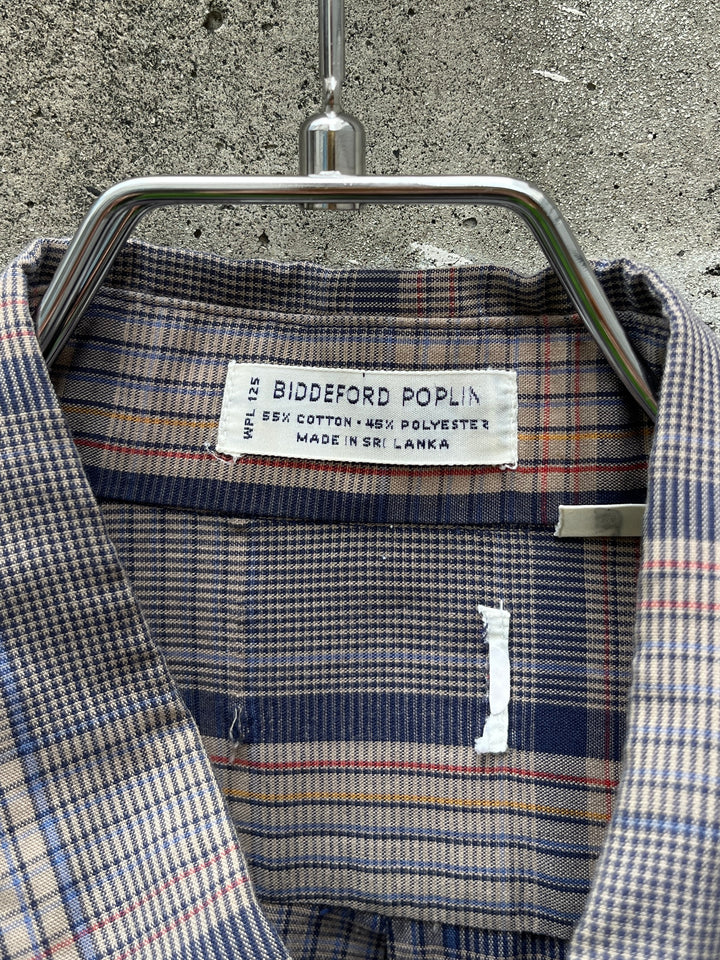 WPL 125
BIDDEFORD POPLIN
55% COTTON • 45% POLYESTER
MADE IN SRI LANKA